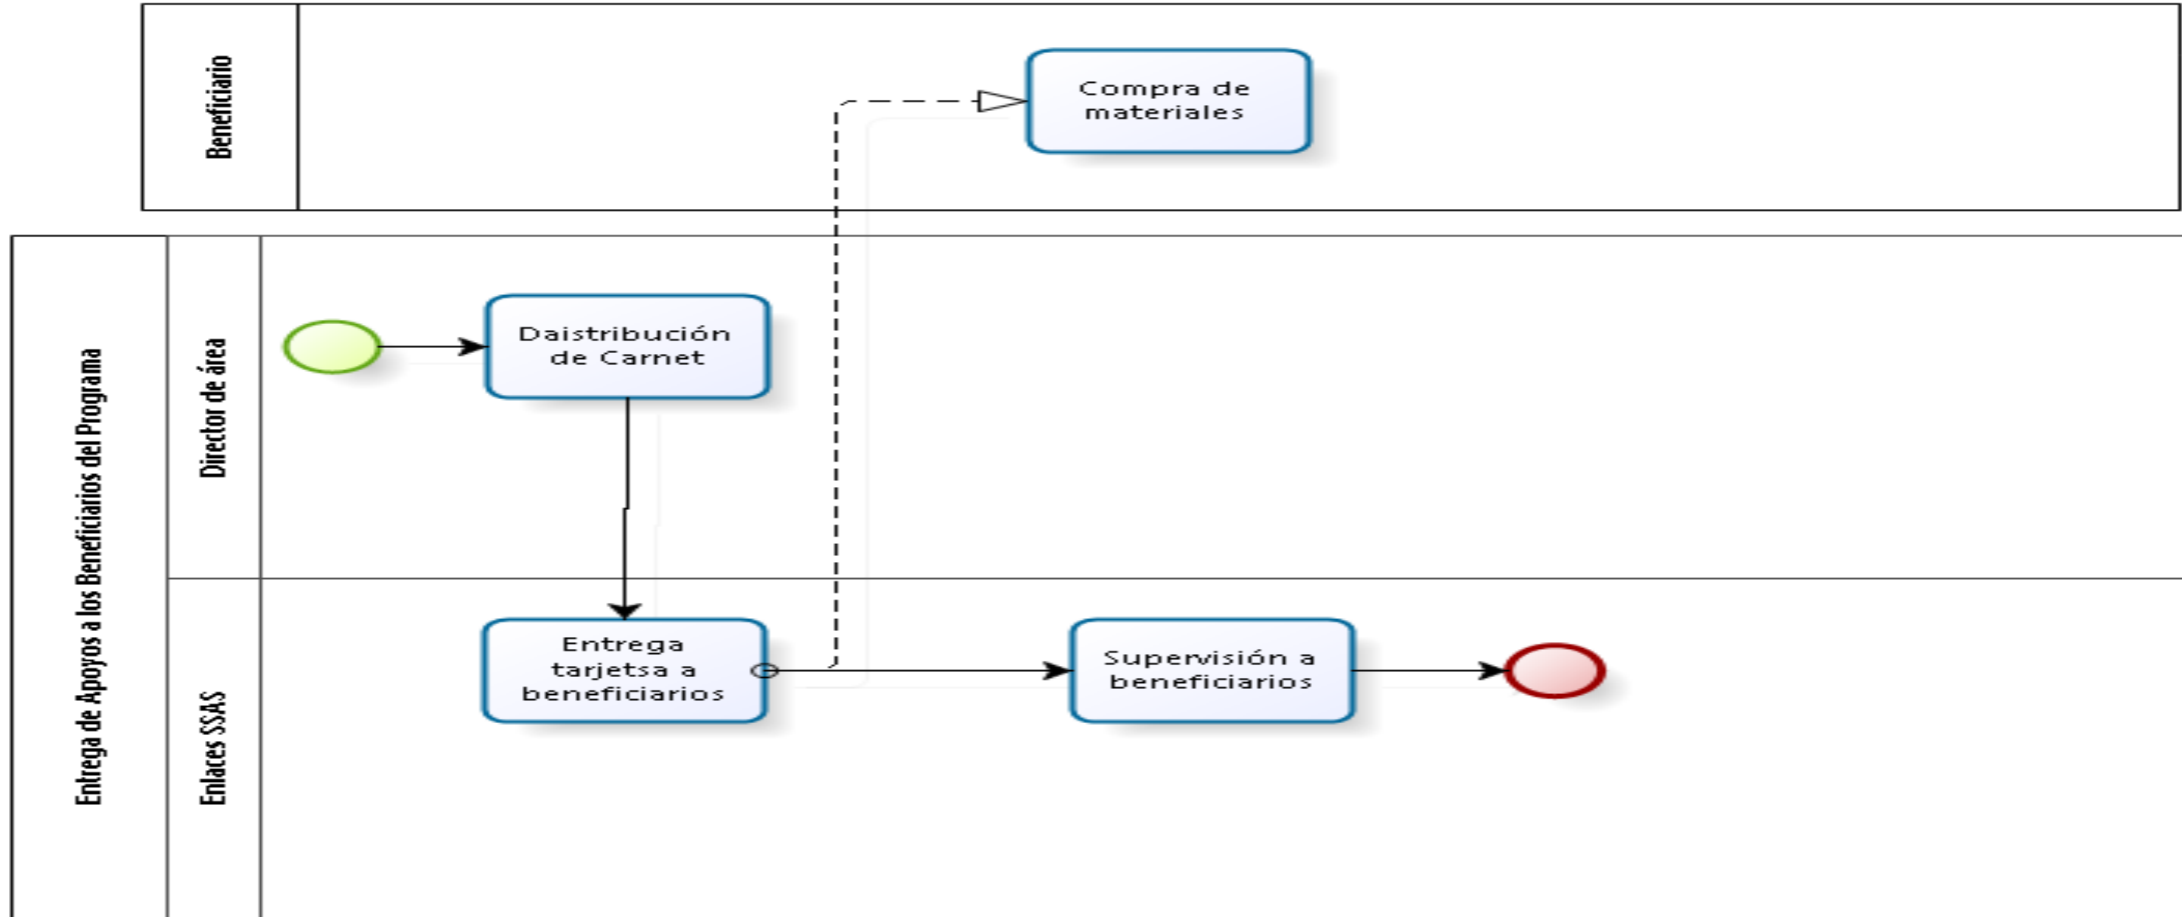 Beneficiario
Compra de
materiales
Entrega de Apoyos a los Beneficiarios del Programa
Director de área
Daistribución
de Carnet
Enlaces SSAS
Entrega
tarjetsa a
beneficiarios
Supervisión a
beneficiarios